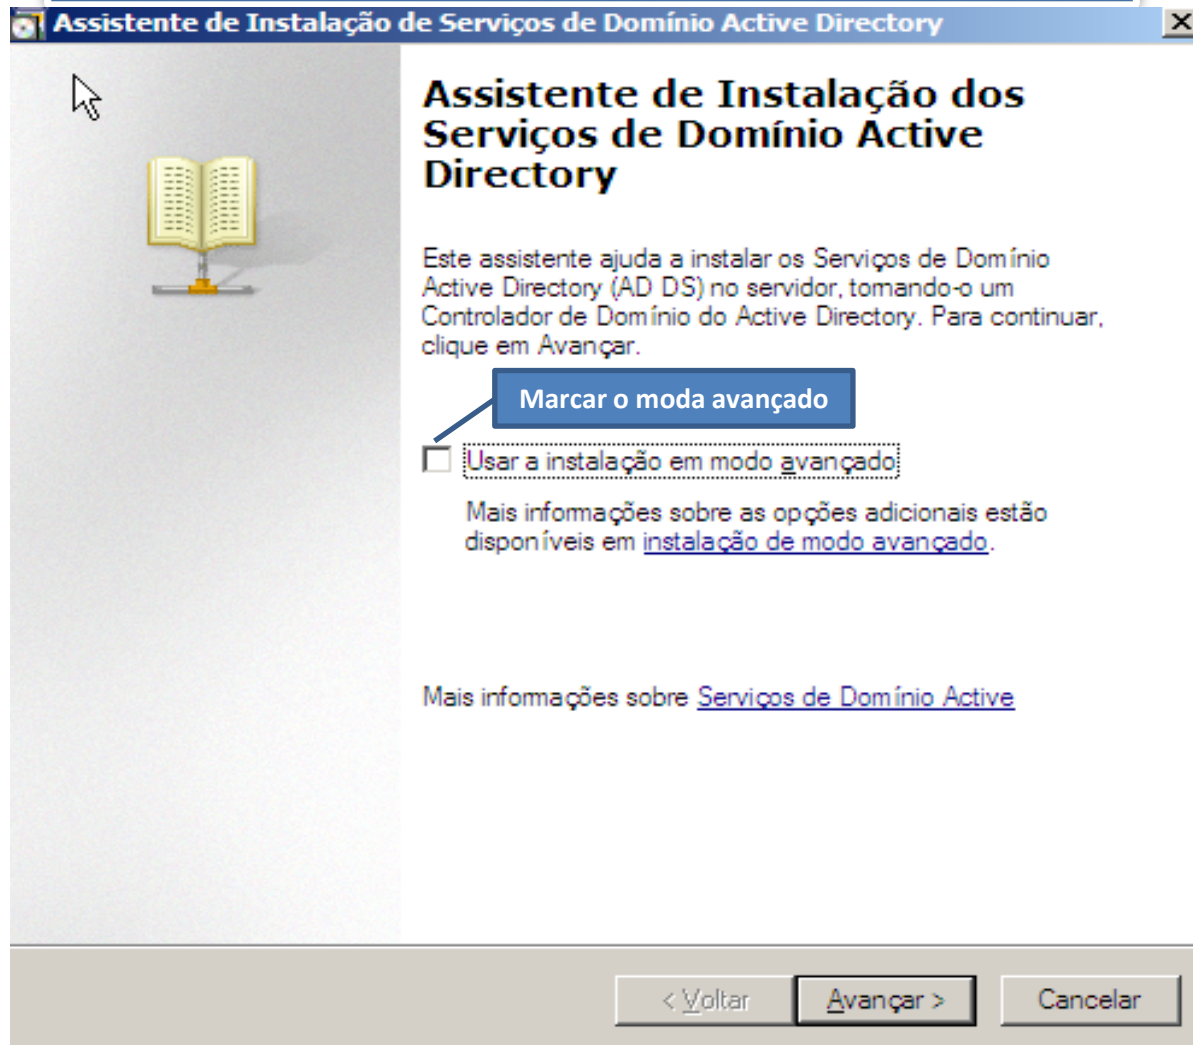 Assistente de Instalação de Serviços de Domínio Active Directory
Assistente de Instalação dos
Serviços de Domínio Active
Directory
Este assistente ajuda a instalar os Serviços de Domínio
Active Directory (AD DS) no servidor, tornando-o um
Controlador de Domínio do Active Directory. Para continuar,
clique em Avançar.
Marcar o moda avançado
Usar a instalação em modo avançado
Mais informações sobre as opções adicionais estão
disponíveis em instalação de modo avançado.
Mais informações sobre Serviços de Domínio Active
< Voltar Avançar > Cancelar